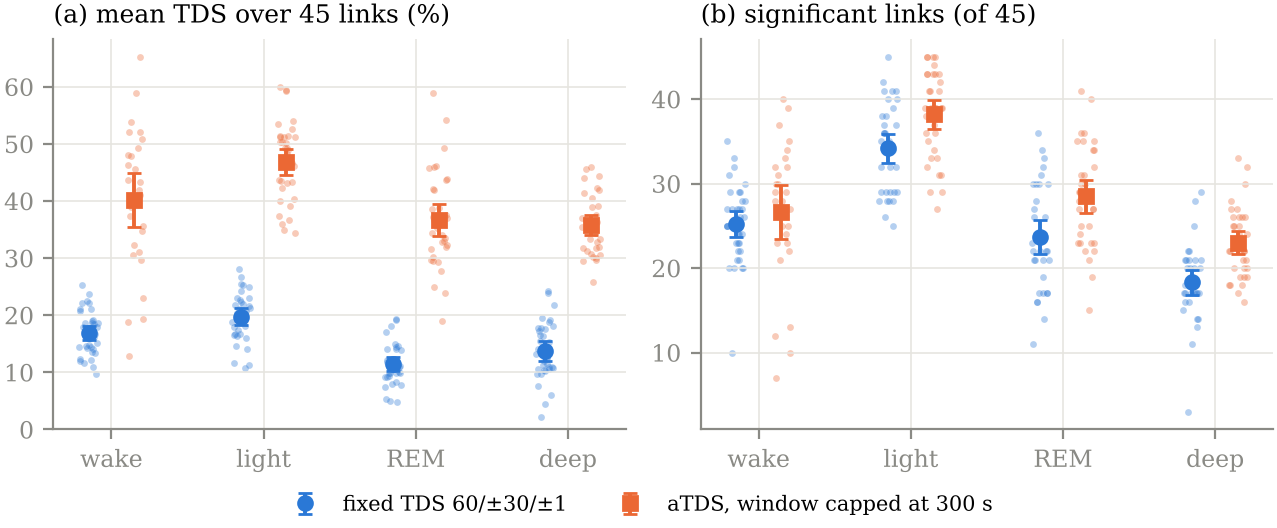 (a) mean TDS over 45 links (%)
60
50
40
30
20
10
0
wake light REM deep
(b) significant links (of 45)
40
30
20
10
wake light REM deep
fixed TDS 60/±30/±1
aTDS, window capped at 300 s